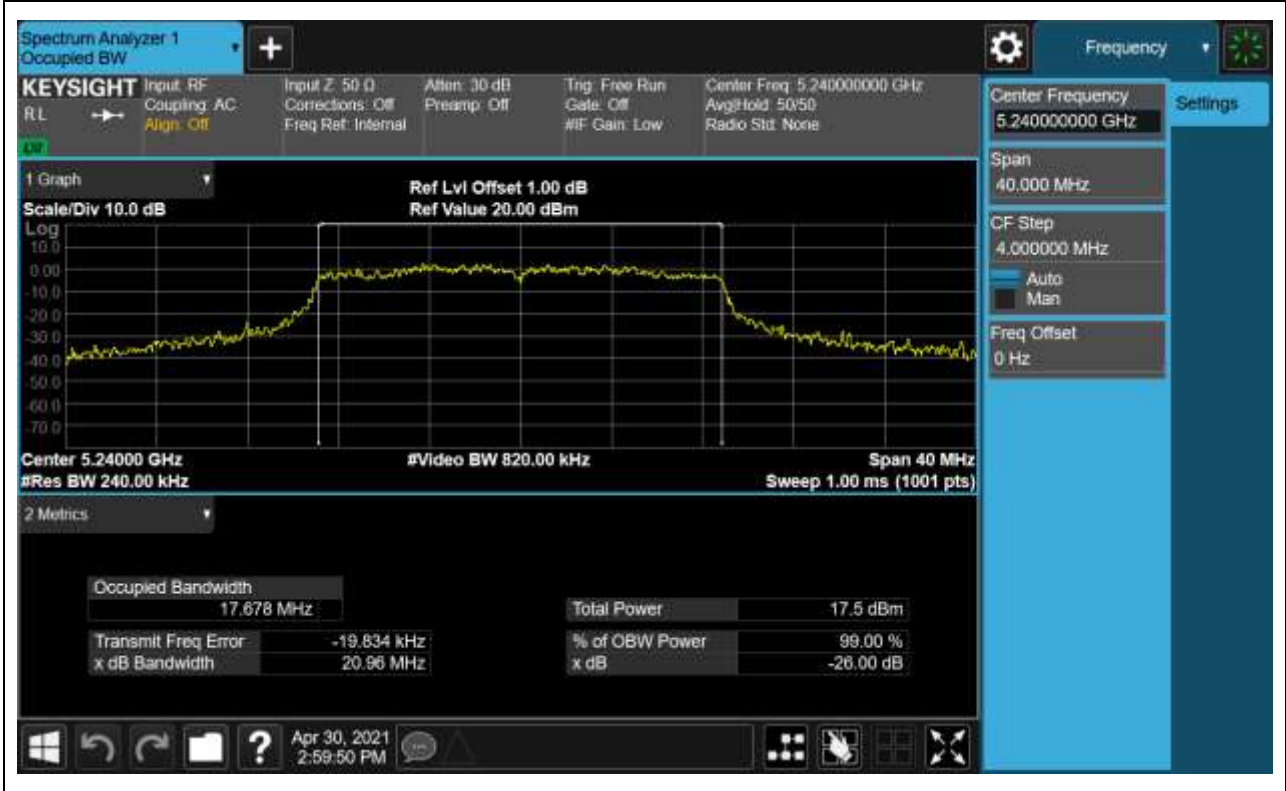 Spectrum Analyzer 1
Occupied BW
+
Frequency
KEYSIGHT
RL
Input: RF
Coupling: AC
Align: Off
Input Z: 50 Ω
Corrections: Off
Freq Ref: Internal
Atten: 30 dB
Preamp: Off
Trig: Free Run
Gate: Off
#IF Gain: Low
Center Freq: 5.240000000 GHz
Avg|Hold: 50/50
Radio Std: None
Center Frequency
5.240000000 GHz
Settings
Span
40.000 MHz
CF Step
4.000000 MHz
Auto
Man
Freq Offset
0 Hz
1 Graph
Scale/Div 10.0 dB
Ref Lvl Offset 1.00 dB
Ref Value 20.00 dBm
Log
10.0
0.00
-10.0
-20.0
-30.0
-40.0
-50.0
-60.0
-70.0
Center 5.24000 GHz
#Video BW 820.00 kHz
Span 40 MHz
#Res BW 240.00 kHz
Sweep 1.00 ms (1001 pts)
2 Metrics
Occupied Bandwidth
17.678 MHz
Total Power 17.5 dBm
Transmit Freq Error -19.834 kHz
% of OBW Power 99.00 %
x dB Bandwidth 20.96 MHz
x dB -26.00 dB
?
Apr 30, 2021
2:59:50 PM